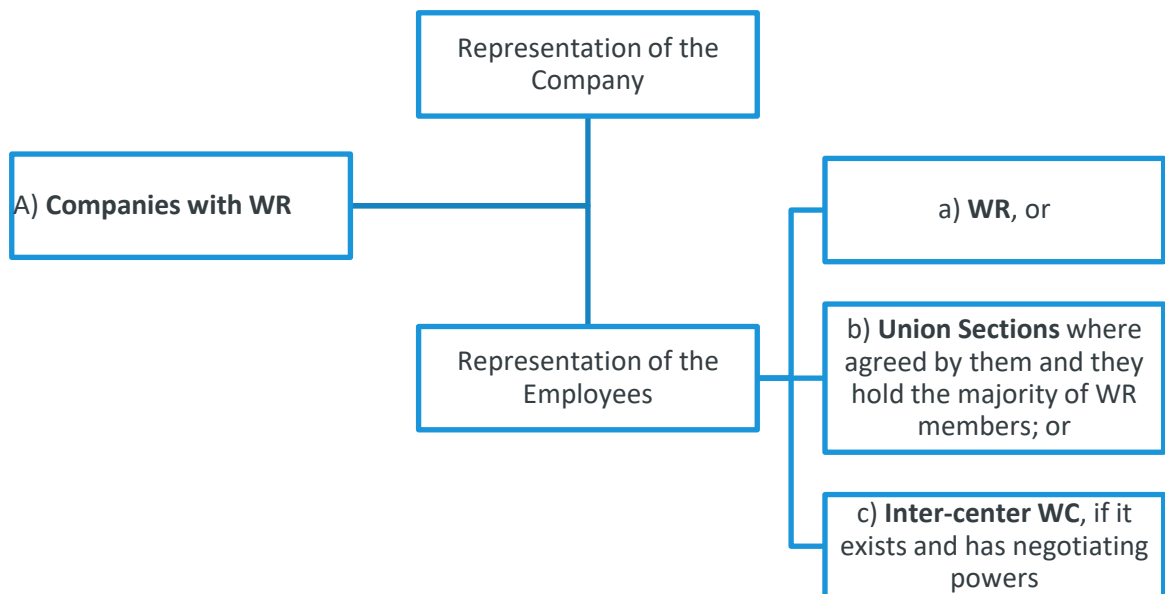 Representation of the
Company
A) Companies with WR
Representation of the
Employees
a) WR, or
b) Union Sections where
agreed by them and they
hold the majority of WR
members; or
c) Inter-center WC, if it
exists and has negotiating
powers